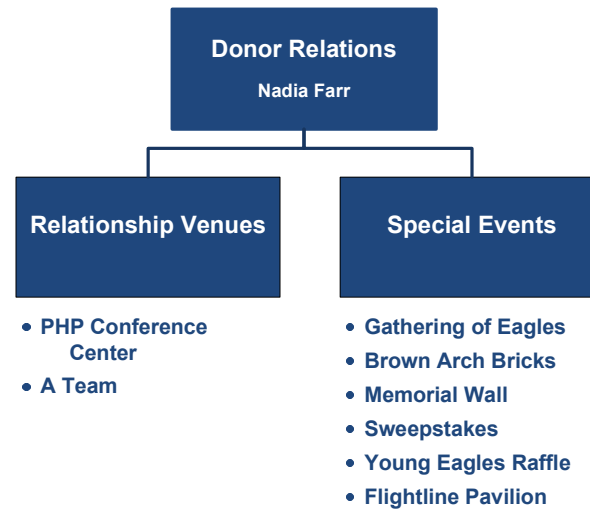 Donor Relations
Nadia Farr
Relationship Venues
Special Events
• PHP Conference
Center
• A Team
• Gathering of Eagles
• Brown Arch Bricks
• Memorial Wall
• Sweepstakes
• Young Eagles Raffle
• Flightline Pavilion